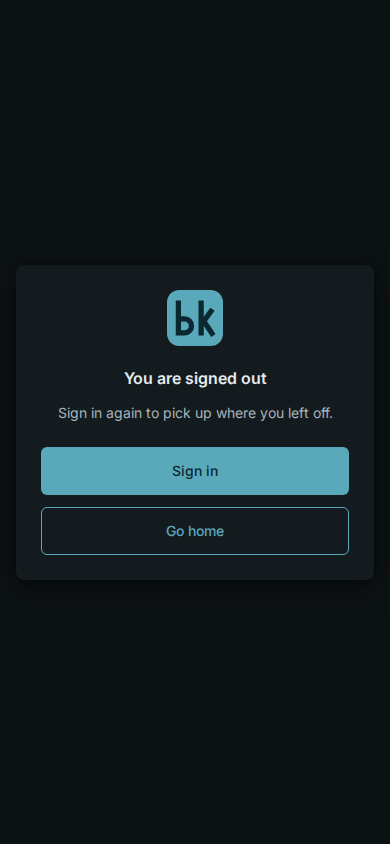 bk
You are signed out
Sign in again to pick up where you left off.
Sign in
Go home